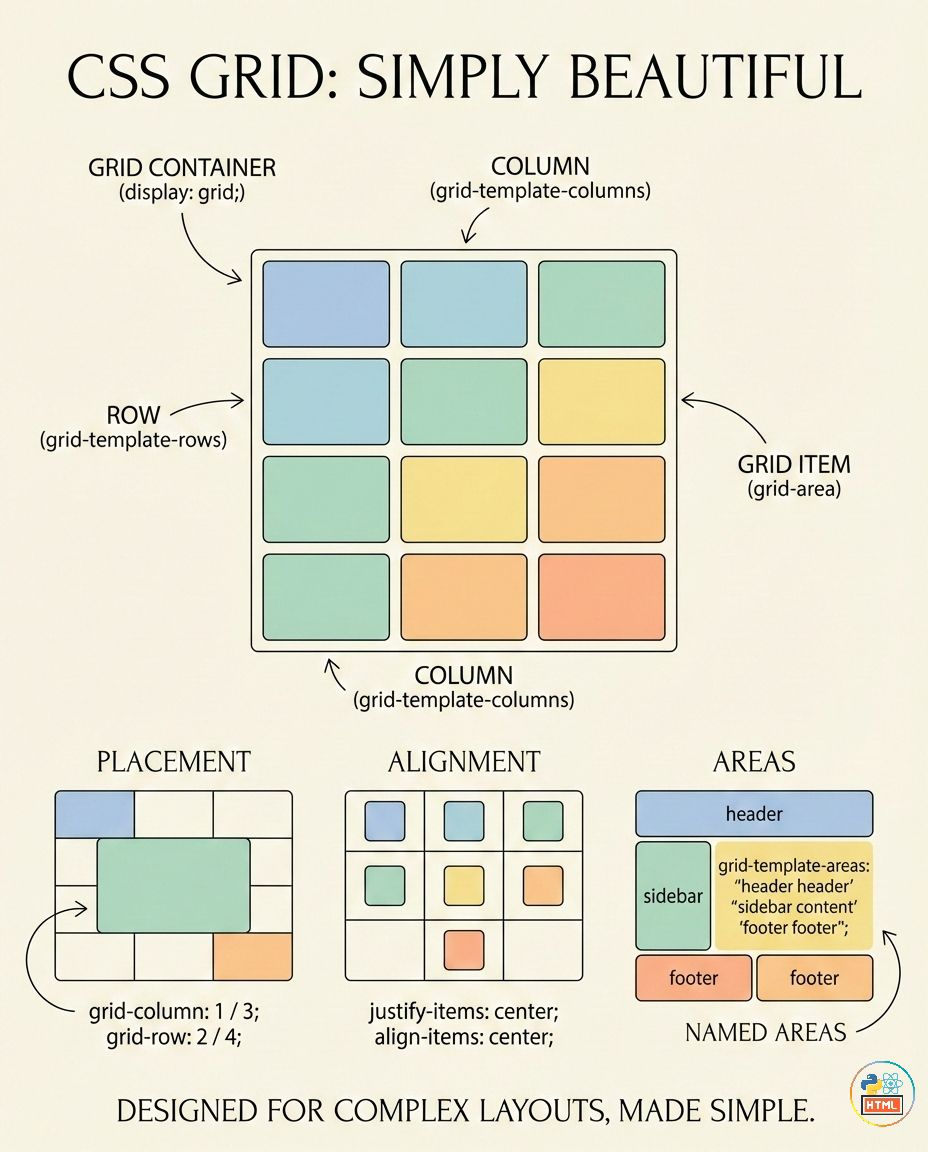 CSS GRID: SIMPLY BEAUTIFUL
GRID CONTAINER
(display: grid;)
COLUMN
(grid-template-columns)
ROW
(grid-template-rows)
GRID ITEM
(grid-area)
COLUMN
(grid-template-columns)
PLACEMENT
grid-column: 1 / 3;
grid-row: 2 / 4;
ALIGNMENT
justify-items: center;
align-items: center;
AREAS
header
sidebar
grid-template-areas:
“header header’
“sidebar content’
‘footer footer";
footer
footer
NAMED AREAS
DESIGNED FOR COMPLEX LAYOUTS, MADE SIMPLE.
HTML